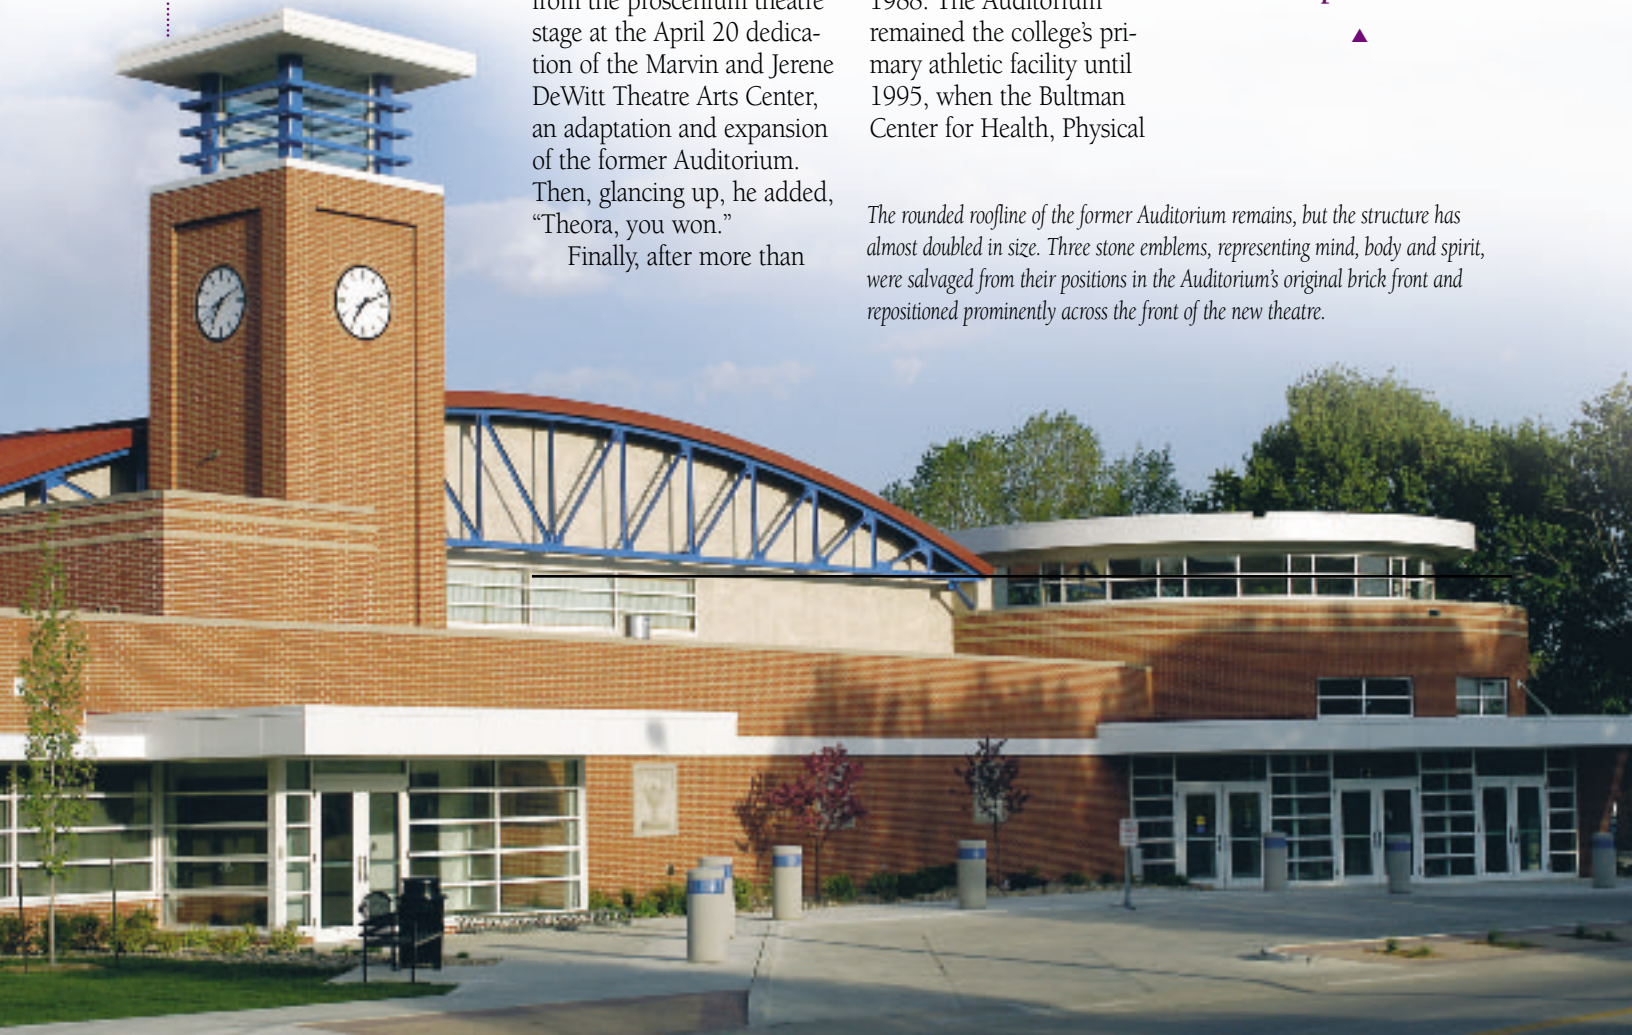 from the proscenium theatre
stage at the April 20 dedica-
tion of the Marvin and Jerene
DeWitt Theatre Arts Center,
an adaptation and expansion
of the former Auditorium.
Then, glancing up, he added,
“Theora, you won.”
Finally, after more than
1988. The Auditorium
remained the college’s pri-
mary athletic facility until
1995, when the Bultman
Center for Health, Physical
The rounded roofline of the former Auditorium remains, but the structure has
almost doubled in size. Three stone emblems, representing mind, body and spirit,
were salvaged from their positions in the Auditorium’s original brick front and
repositioned prominently across the front of the new theatre.